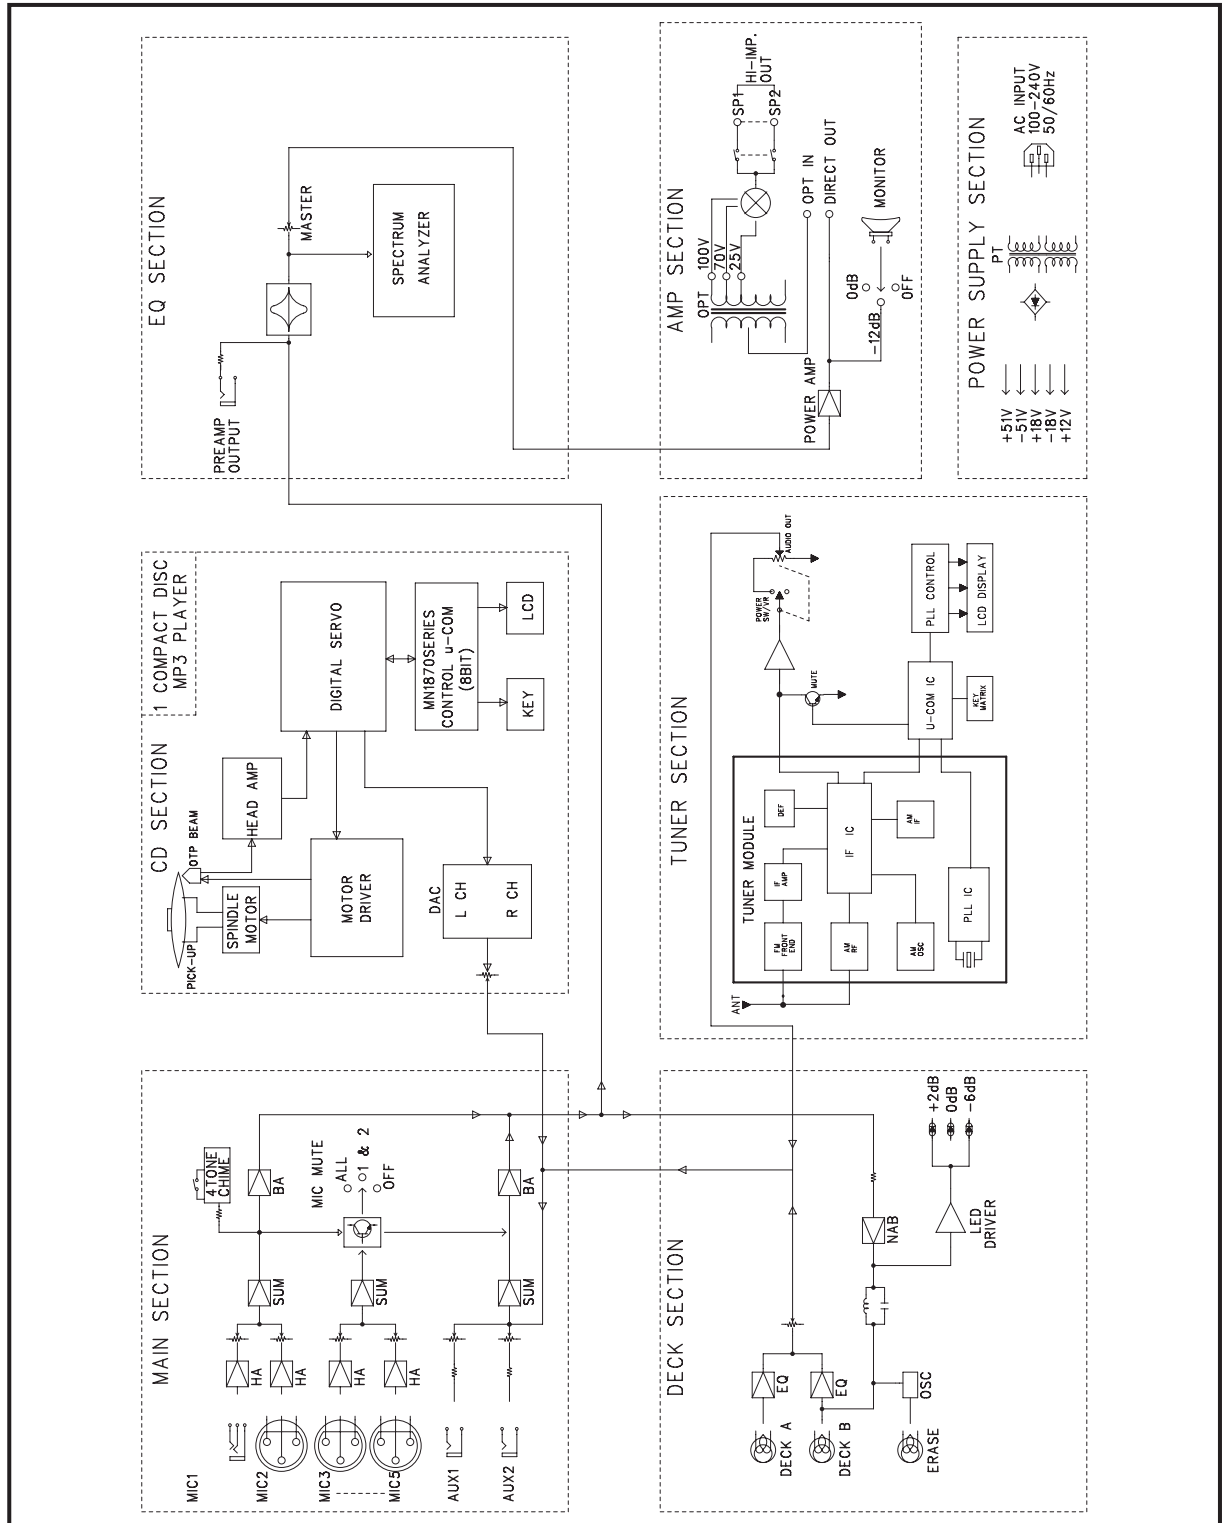 MAIN SECTION
MIC1
MIC2
MIC3
MIC5
AUX1
AUX2
HA
HA
HA
HA
SUM
SUM
SUM
4TONE
CHIME
BA
BA
MIC MUTE
ALL
1 & 2
OFF
CD SECTION
1 COMPACT DISC
MP3 PLAYER
PICK-UP
OTP BEAM
SPINDLE
MOTOR
HEAD AMP
MOTOR
DRIVER
DIGITAL SERVO
MN1870SERIES
CONTROL u-COM
(8BIT)
KEY
LCD
DAC
L CH
R CH
EQ SECTION
PREAMP
OUTPUT
MASTER
SPECTRUM
ANALYZER
DECK SECTION
DECK A
DECK B
ERASE
EQ
EQ
OSC
NAB
LED
DRIVER
+2dB
0dB
-6dB
TUNER SECTION
TUNER MODULE
ANT
FM
FRONT
END
IF
AMP
DEF
AM
RF
IF IC
AM
IF
AM
OSC
PLL IC
MUTE
POWER
SW/VR
AUDIO OUT
U-COM IC
KEY
MATRIX
PLL CONTROL
LCD DISPLAY
AMP SECTION
OPT
100V
70V
25V
SP1
SP2
HI-IMP.
OUT
POWER AMP
OPT IN
DIRECT OUT
MONITOR
-12dB
0dB
OFF
POWER SUPPLY SECTION
+51V
-51V
+18V
-18V
+12V
PT
AC INPUT
100-240V
50/60Hz